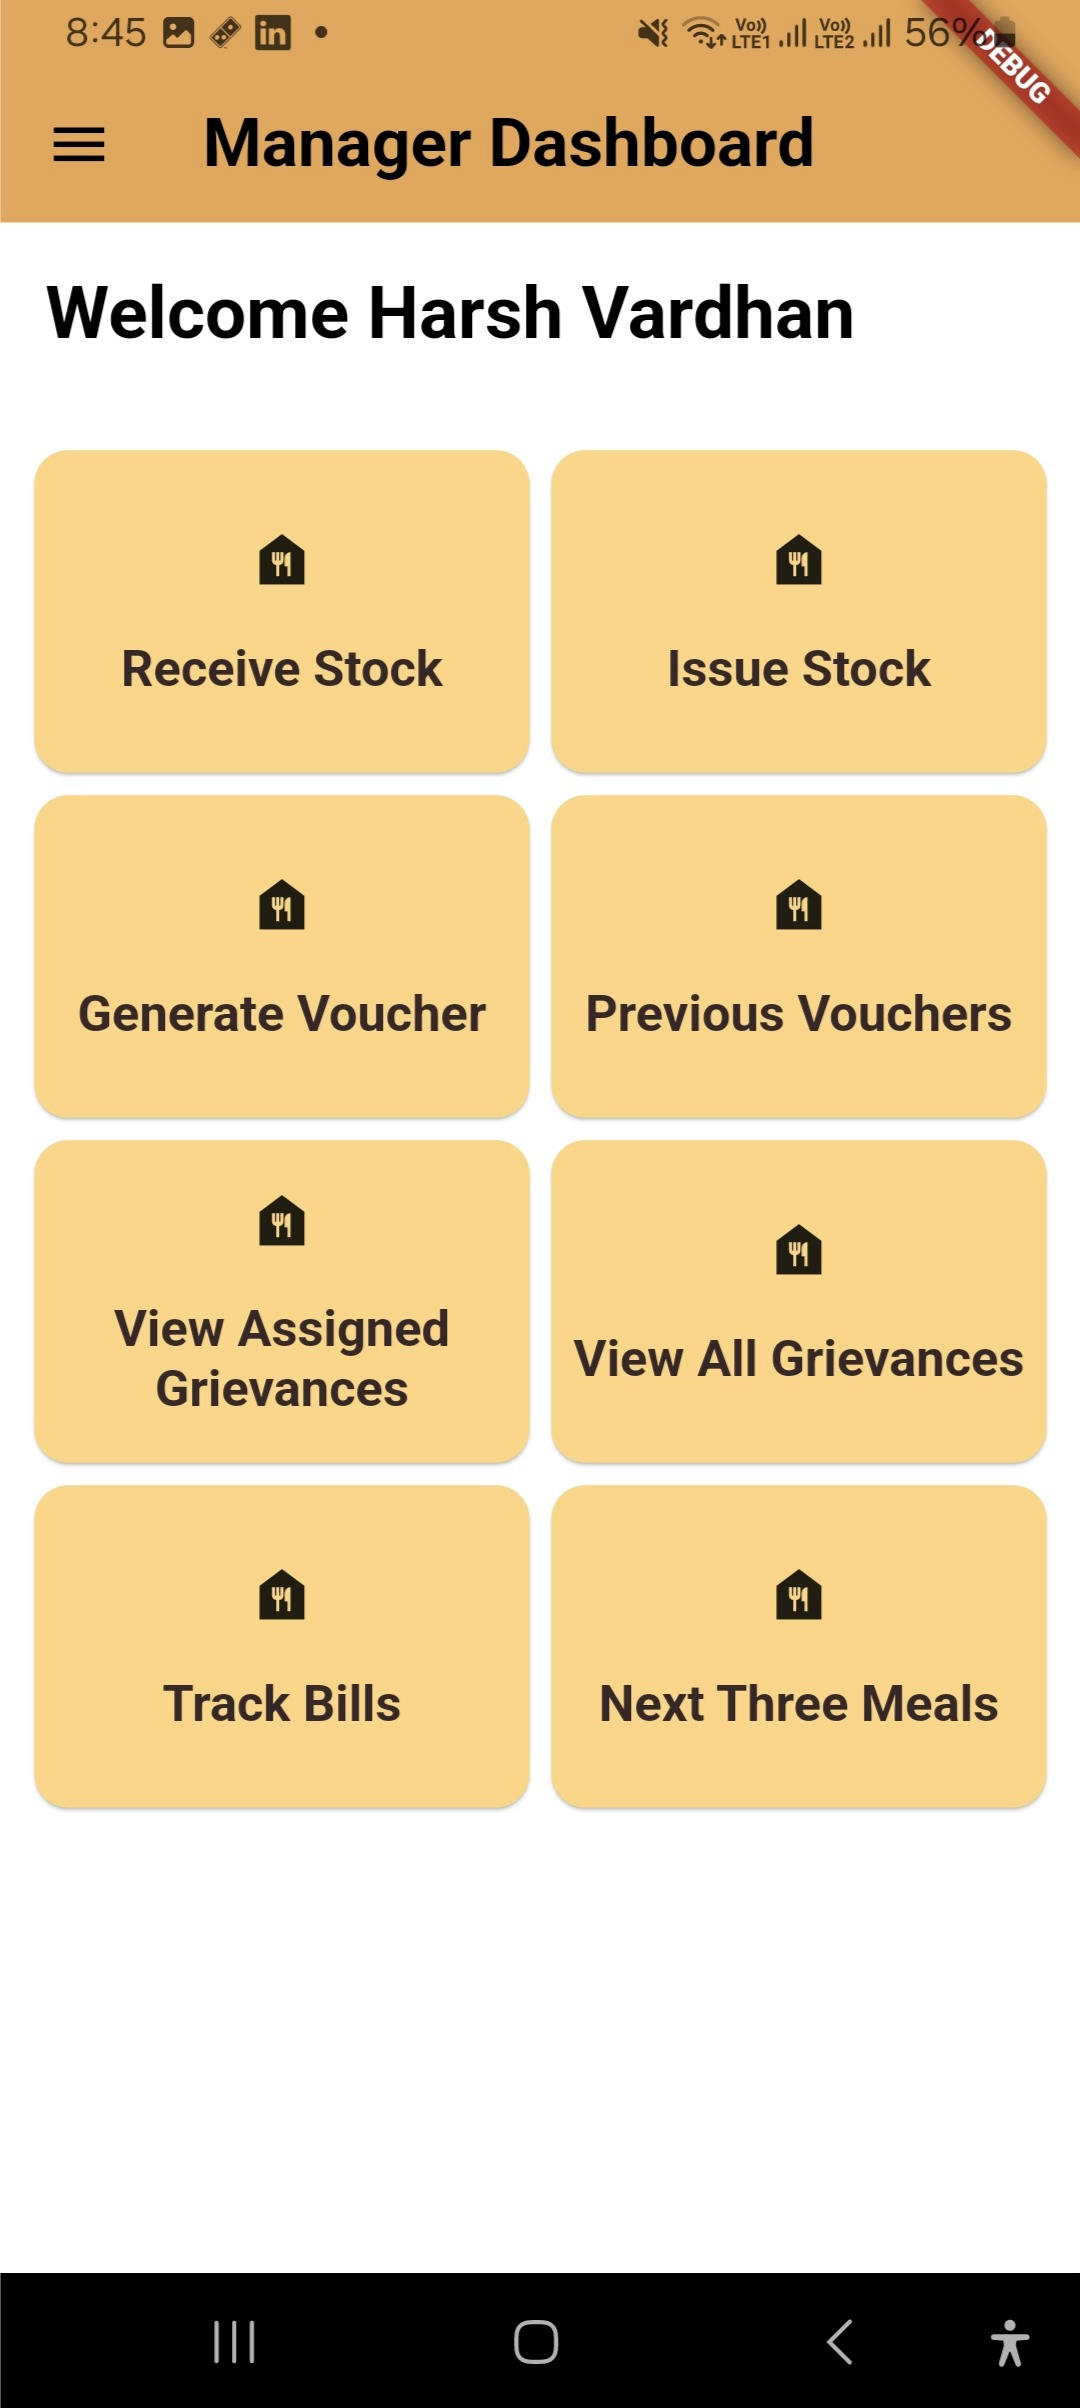 8:45
Vo)) LTE1 Vo)) LTE2 56%
DEBUG
Manager Dashboard
Welcome Harsh Vardhan
Receive Stock
Issue Stock
Generate Voucher
Previous Vouchers
View Assigned
Grievances
View All Grievances
Track Bills
Next Three Meals